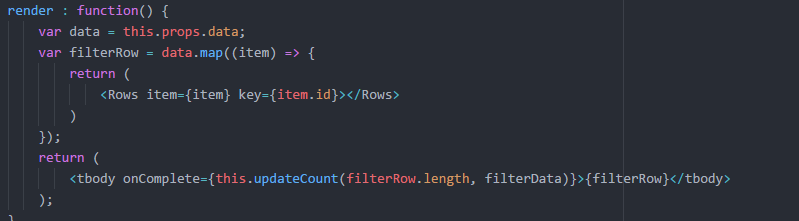 render : function() {
var data = this.props.data;
var filterRow = data.map((item) => {
return (
<Rows item={item} key={item.id}></Rows>
)
});
return (
<tbody onComplete={this.updateCount(filterRow.length, filterData)}>{filterRow}</tbody>
);
}